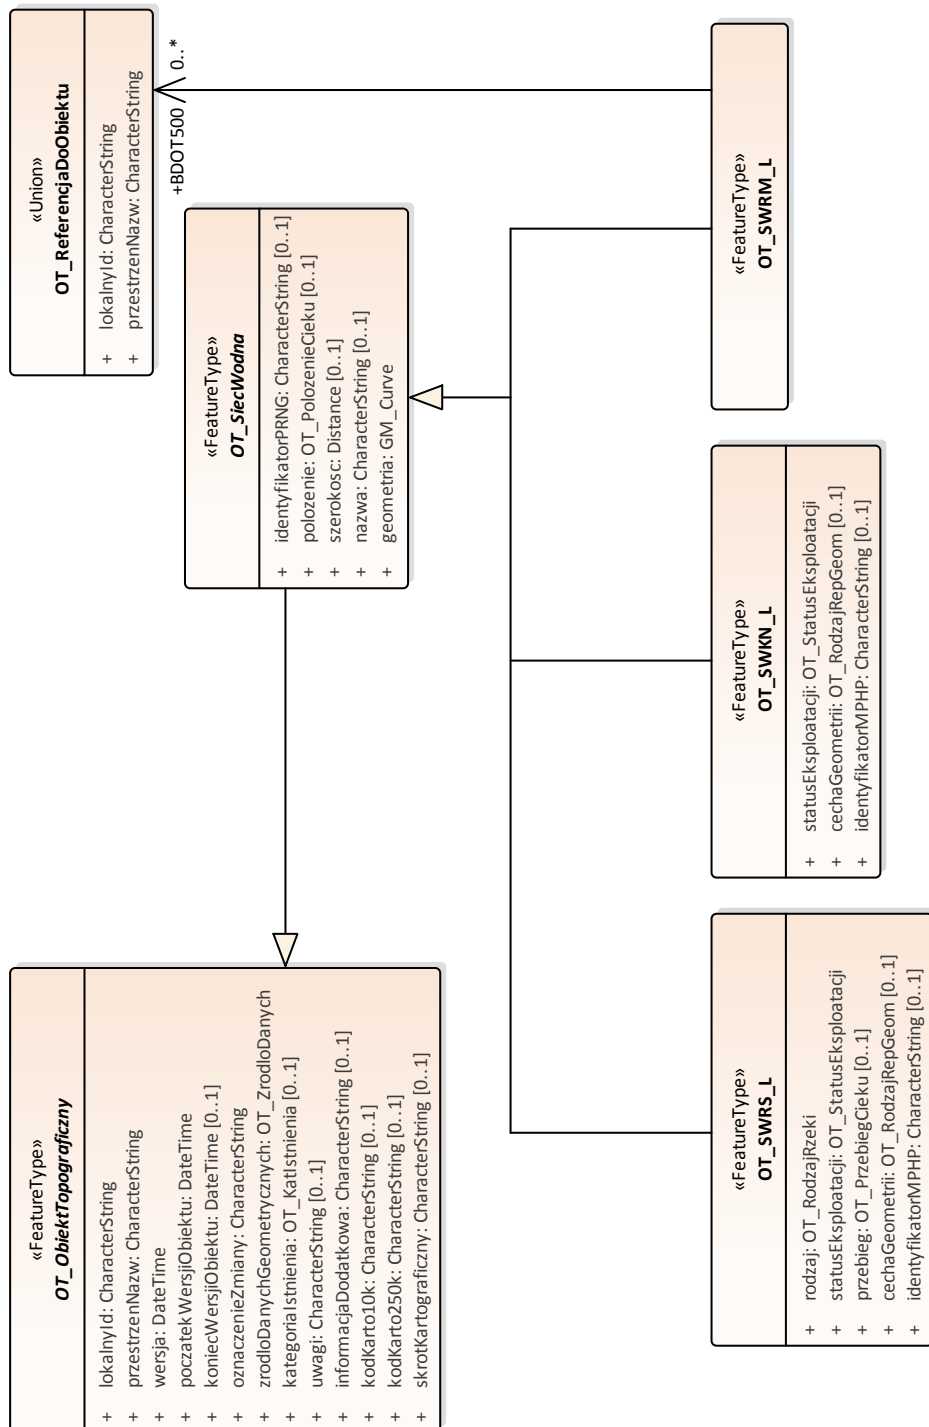 «FeatureType»
OT_ObiektTopograficzny
+ lokalnyId: CharacterString
+ przestrzenNazw: CharacterString
+ wersja: DateTime
+ poczatekWersjiObiektu: DateTime
+ koniecWersjiObiektu: DateTime [0..1]
+ oznaczenieZmiany: CharacterString
+ zrodloDanychGeometrycznych: OT_ZrodloDanych
+ kategoriaIstnienia: OT_KatIstnienia [0..1]
+ uwagi: CharacterString [0..1]
+ informacjaDodatkowa: CharacterString [0..1]
+ kodKarto10k: CharacterString [0..1]
+ kodKarto250k: CharacterString [0..1]
+ skrotKartograficzny: CharacterString [0..1]
«Union»
OT_ReferencjaDoObiektu
+ lokalnyId: CharacterString
+ przestrzenNazw: CharacterString
+BDOT500 0..*
«FeatureType»
OT_SiecWodna
+ identyfikatorPRNG: CharacterString [0..1]
+ polozenie: OT_PolozenieCieku [0..1]
+ szerokosc: Distance [0..1]
+ nazwa: CharacterString [0..1]
+ geometria: GM_Curve
«FeatureType»
OT_SWRS_L
+ rodzaj: OT_RodzajRzeki
+ statusEksploatacji: OT_StatusEksploatacji
+ przebieg: OT_PrzebiegCieku [0..1]
+ cechaGeometrii: OT_RodzajRepGeom [0..1]
+ identyfikatorMPHP: CharacterString [0..1]
«FeatureType»
OT_SWKN_L
+ statusEksploatacji: OT_StatusEksploatacji
+ cechaGeometrii: OT_RodzajRepGeom [0..1]
+ identyfikatorMPHP: CharacterString [0..1]
«FeatureType»
OT_SWRM_L